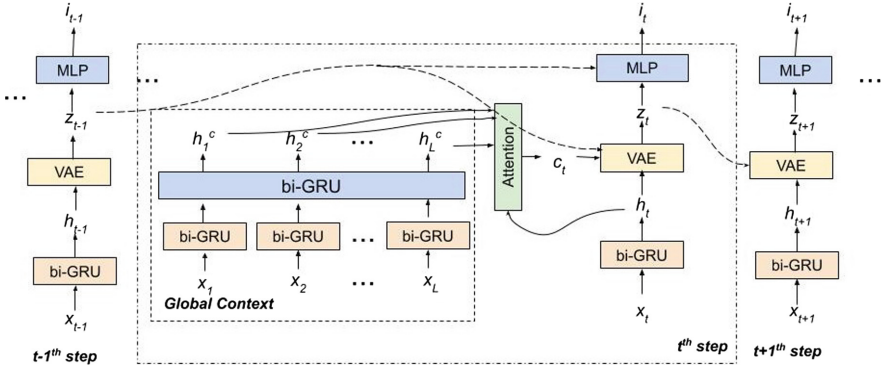 i_{t-1}
MLP
...
z_{t-1}
VAE
h_{t-1}
bi-GRU
x_{t-1}
t-1^{th} step
...
h_1^c h_2^c ... h_L^c
bi-GRU
bi-GRU bi-GRU ... bi-GRU
x_1 x_2 ... x_L
Global Context
Attention
c_t
i_t
MLP
z_t
VAE
h_t
bi-GRU
x_t
t^{th} step
i_{t+1}
MLP
...
z_{t+1}
VAE
h_{t+1}
bi-GRU
x_{t+1}
t+1^{th} step